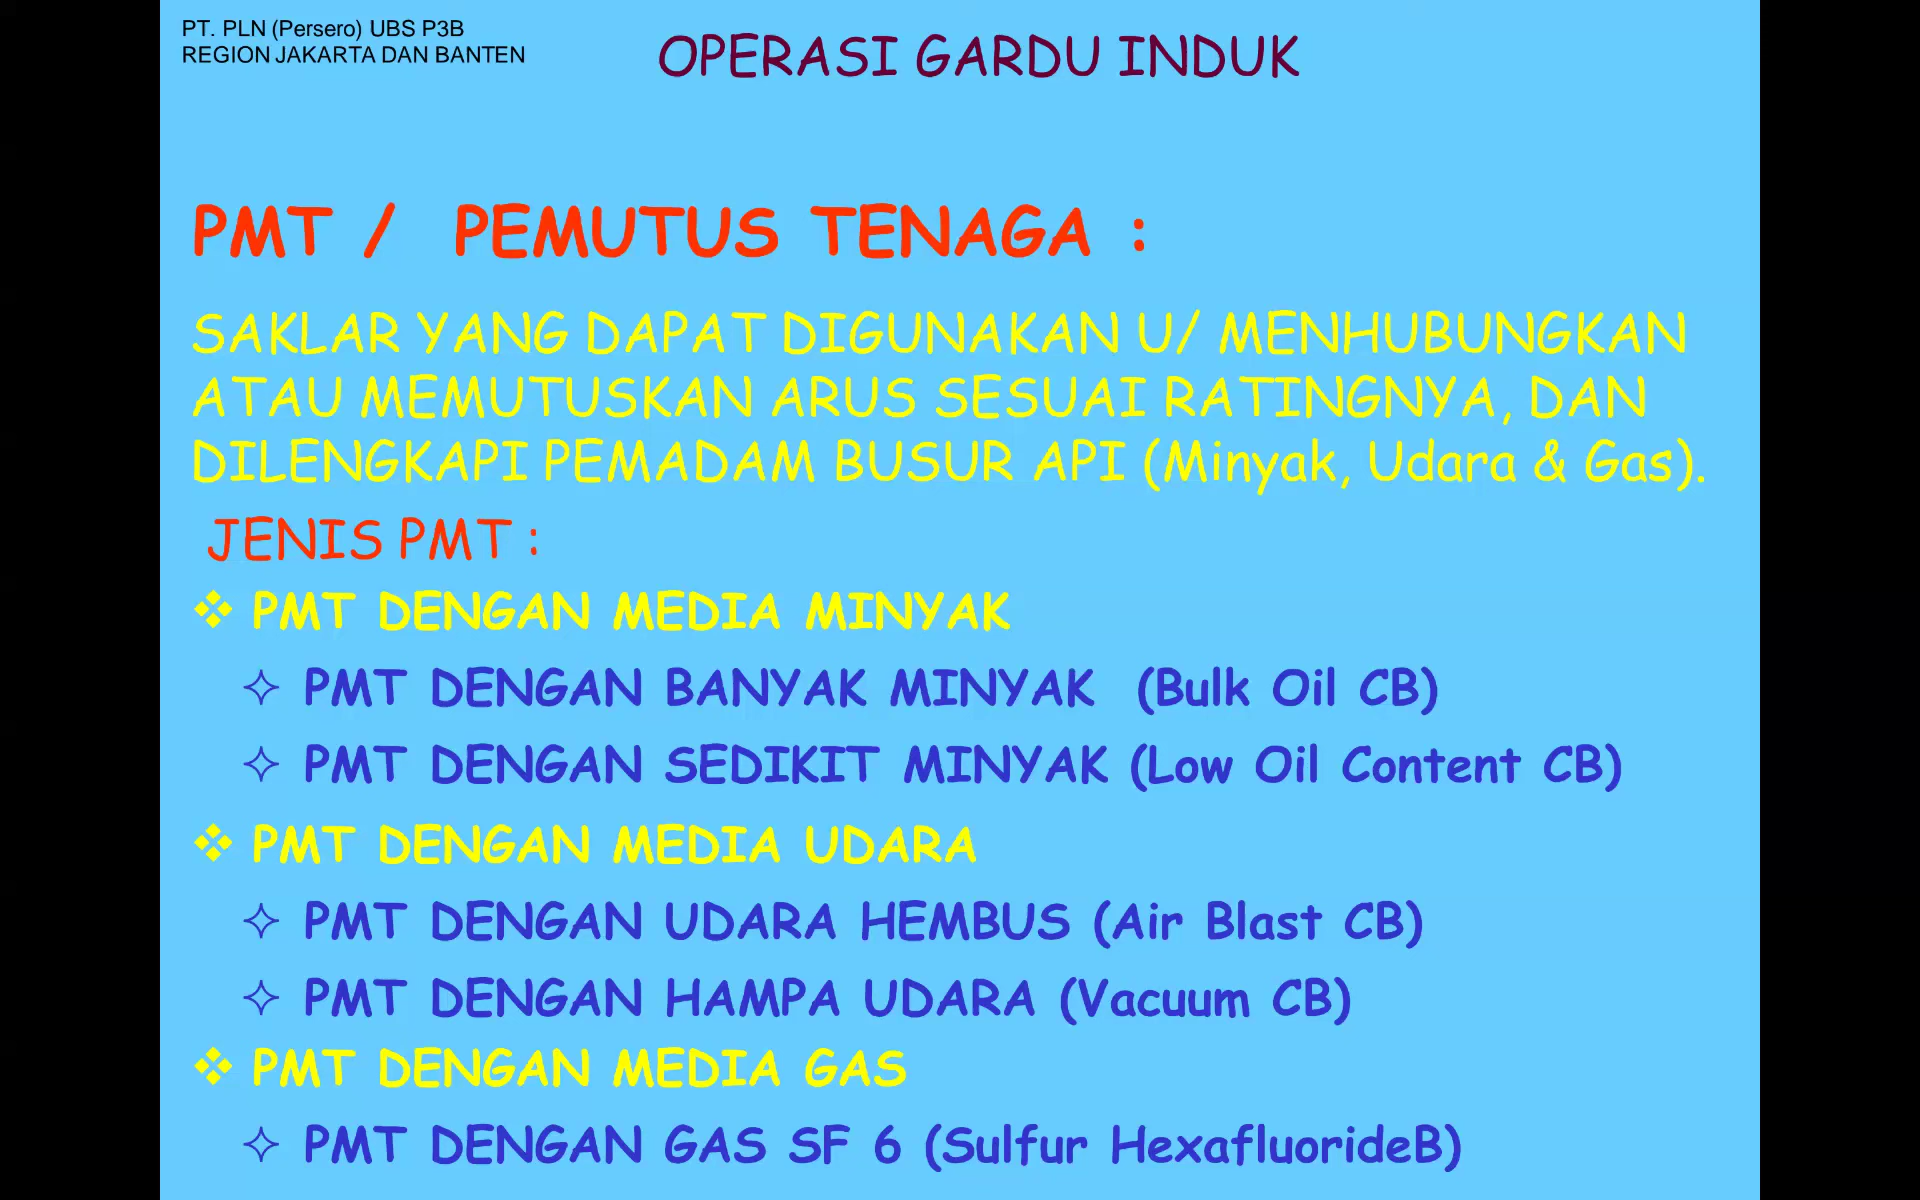 PT. PLN (Persero) UBS P3B
REGION JAKARTA DAN BANTEN
OPERASI GARDU INDUK
PMT / PEMUTUS TENAGA :
SAKLAR YANG DAPAT DIGUNAKAN U/ MENHUBUNGKAN
ATAU MEMUTUSKAN ARUS SESUAI RATINGNYA, DAN
DILENGKAPI PEMADAM BUSUR API (Minyak, Udara & Gas).
JENIS PMT :
❖ PMT DENGAN MEDIA MINYAK
✧ PMT DENGAN BANYAK MINYAK (Bulk Oil CB)
✧ PMT DENGAN SEDIKIT MINYAK (Low Oil Content CB)
❖ PMT DENGAN MEDIA UDARA
✧ PMT DENGAN UDARA HEMBUS (Air Blast CB)
✧ PMT DENGAN HAMPA UDARA (Vacuum CB)
❖ PMT DENGAN MEDIA GAS
✧ PMT DENGAN GAS SF 6 (Sulfur HexafluorideB)